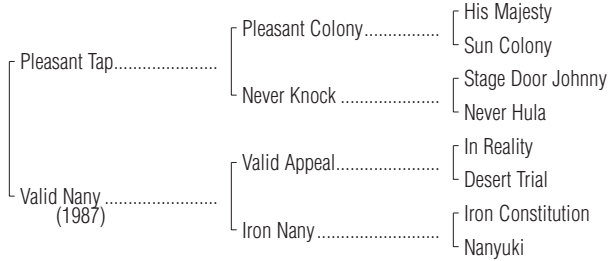 His Majesty
Pleasant Colony.................
Sun Colony
Pleasant Tap.....................
Stage Door Johnny
Never Knock ....................
Never Hula
In Reality
Valid Appeal.....................
Desert Trial
Valid Nany .......................
(1987)
Iron Constitution
Iron Nany.........................
Nanyuki